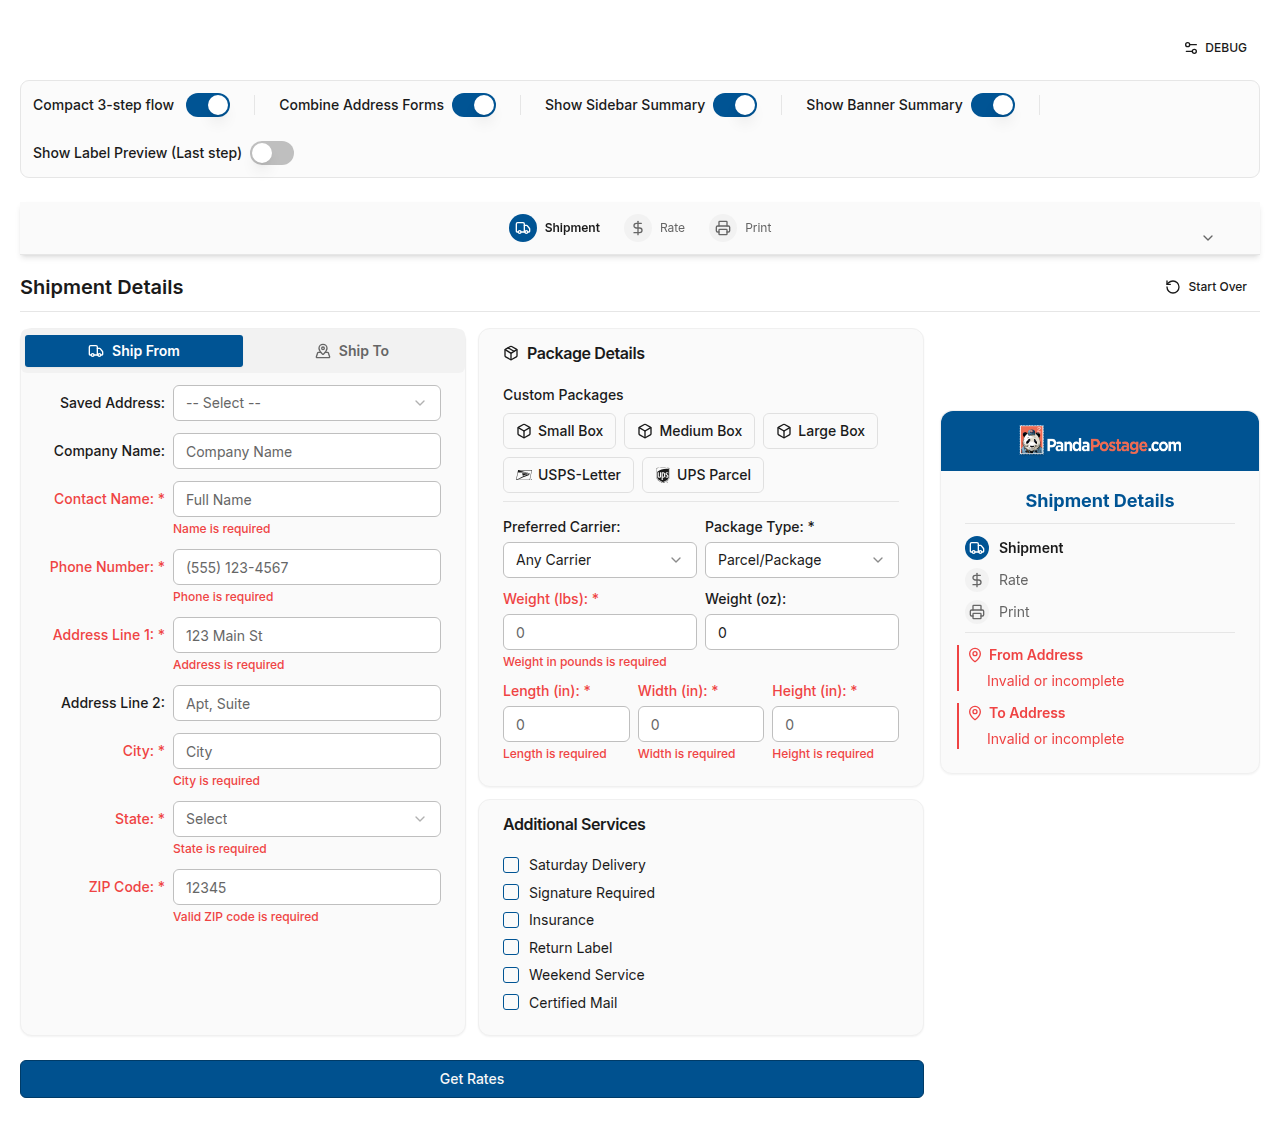 DEBUG
Compact 3-step flow
Combine Address Forms
Show Sidebar Summary
Show Banner Summary
Show Label Preview (Last step)
Shipment
Rate
Print
Shipment Details
Start Over
Ship From
Ship To
Saved Address:
-- Select --
Company Name:
Company Name
Contact Name: *
Full Name
Name is required
Phone Number: *
(555) 123-4567
Phone is required
Address Line 1: *
123 Main St
Address is required
Address Line 2:
Apt, Suite
City: *
City
City is required
State: *
Select
State is required
ZIP Code: *
12345
Valid ZIP code is required
Package Details
Custom Packages
Small Box
Medium Box
Large Box
USPS-Letter
UPS Parcel
Preferred Carrier:
Any Carrier
Package Type: *
Parcel/Package
Weight (lbs): *
0
Weight in pounds is required
Weight (oz):
0
Length (in): *
0
Length is required
Width (in): *
0
Width is required
Height (in): *
0
Height is required
Additional Services
Saturday Delivery
Signature Required
Insurance
Return Label
Weekend Service
Certified Mail
Get Rates
PandaPostage.com
Shipment Details
Shipment
Rate
Print
From Address
Invalid or incomplete
To Address
Invalid or incomplete